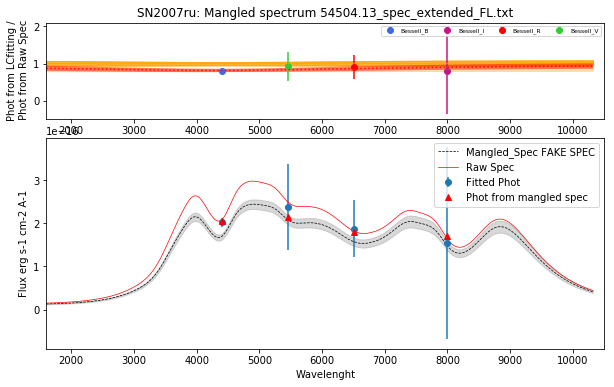 SN2007ru: Mangled spectrum 54504.13_spec_extended_FL.txt
Phot from LCfitting /
Phot from Raw Spec
2
1
0
Bessell_B
Bessell_I
Bessell_R
Bessell_V
2000 3000 4000 5000 6000 7000 8000 9000 10000
1e−16
Flux erg s-1 cm-2 A-1
3
2
1
0
Mangled_Spec FAKE SPEC
Raw Spec
Fitted Phot
Phot from mangled spec
2000 3000 4000 5000 6000 7000 8000 9000 10000
Wavelenght